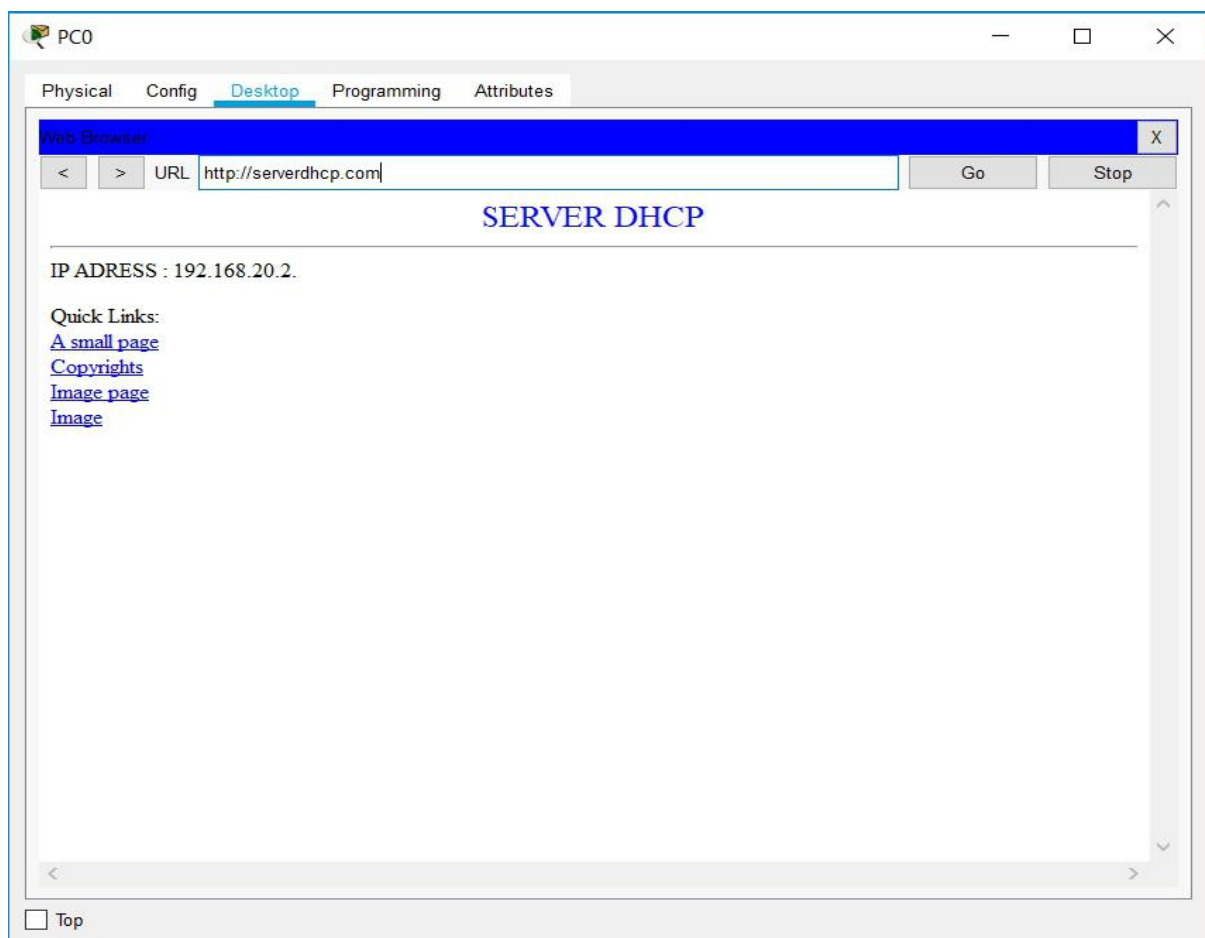 PC0
Physical Config Desktop Programming Attributes
Web Browser
X
< > URL http://serverdhcp.com Go Stop
SERVER DHCP
IP ADRESS : 192.168.20.2.
Quick Links:
A small page
Copyrights
Image page
Image
Top